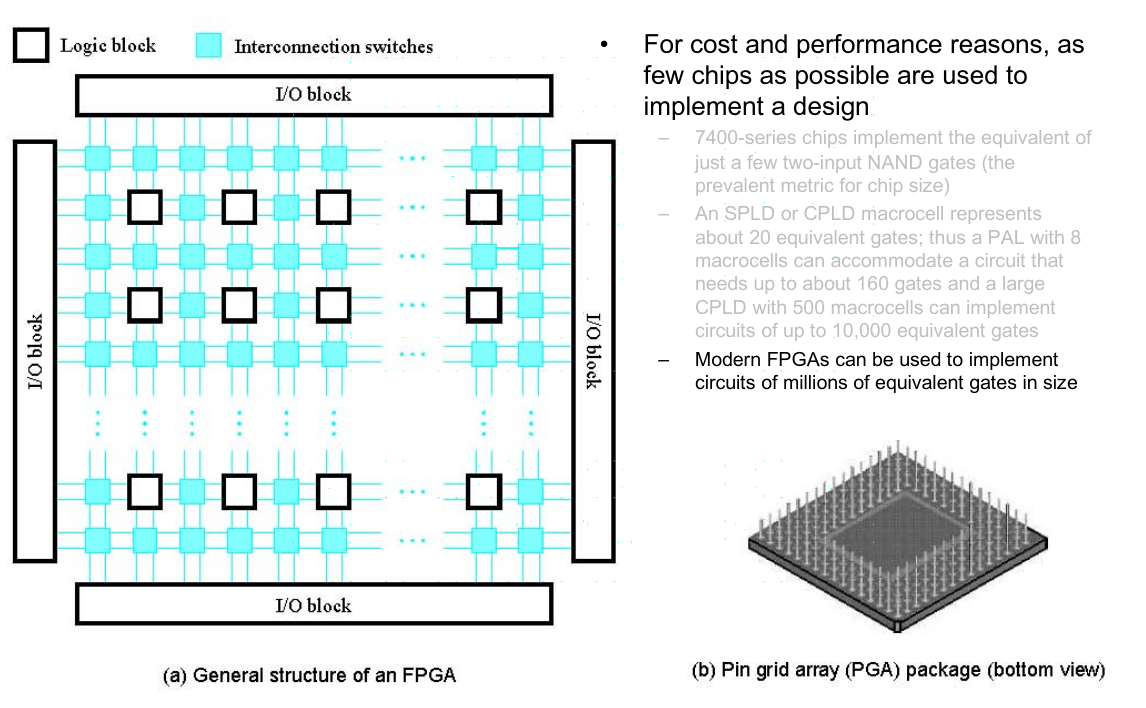 Logic block
Interconnection switches
I/O block
I/O block
I/O block
I/O block
(a) General structure of an FPGA
• For cost and performance reasons, as
few chips as possible are used to
implement a design
– 7400-series chips implement the equivalent of
just a few two-input NAND gates (the
prevalent metric for chip size)
– An SPLD or CPLD macrocell represents
about 20 equivalent gates; thus a PAL with 8
macrocells can accommodate a circuit that
needs up to about 160 gates and a large
CPLD with 500 macrocells can implement
circuits of up to 10,000 equivalent gates
– Modern FPGAs can be used to implement
circuits of millions of equivalent gates in size
(b) Pin grid array (PGA) package (bottom view)